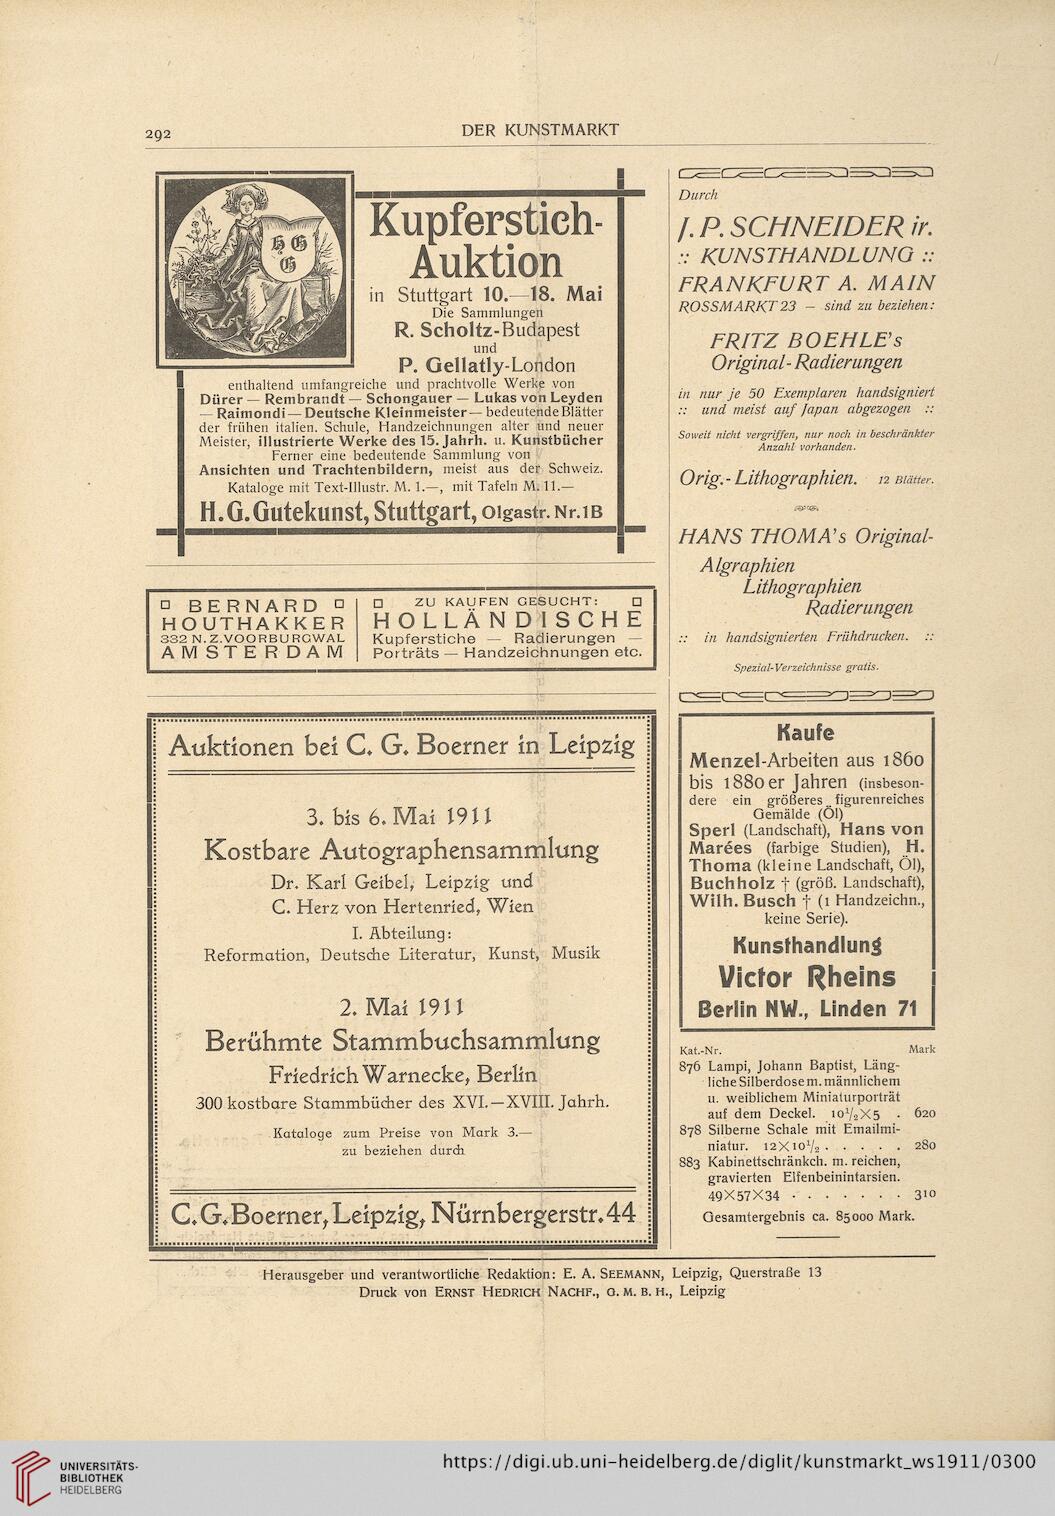 292
DER KUNSTMARKT
H G
G
Kupferstich-
Auktion
in Stuttgart 10.—18. Mai
Die Sammlungen
R. Scholtz-Budapest
und
P. Gellatly-London
enthaltend umfangreiche und prachtvolle Werke von
Dürer — Rembrandt — Schongauer — Lukas von Leyden
— Raimondi — Deutsche Kleinmeister — bedeutende Blätter
der frühen italien. Schule, Handzeichnungen alter und neuer
Meister, illustrierte Werke des 15. Jahrh. u. Kunstbücher
Ferner eine bedeutende Sammlung von
Ansichten und Trachtenbildern, meist aus der Schweiz.
Kataloge mit Text-Illustr. M. 1.—, mit Tafeln M. 11.—
H. G. Gutekunst, Stuttgart, Olgastr. Nr. 1B
□ BERNARD □
HOUTHAKKER
332 N. Z. VOORBURGWAL
AMSTERDAM
□ ZU KAUFEN GESUCHT: □
HOLLÄNDISCHE
Kupferstiche — Radierungen —
Porträts — Handzeichnungen etc.
Auktionen bei C. G. Boerner in Leipzig
3. bis 6. Mai 1911
Kostbare Autographensammlung
Dr. Karl Geibel, Leipzig und
C. Herz von Hertenried, Wien
I. Abteilung:
Reformation, Deutsche Literatur, Kunst, Musik
2. Mai 1911
Berühmte Stammbuchsammlung
Friedrich Warnecke, Berlin
300 kostbare Stammbücher des XVI.—XVIII. Jahrh.
Kataloge zum Preise von Mark 3.—
zu beziehen durch
C. G. Boerner, Leipzig, Nürnbergerstr. 44
Durch
J. P. SCHNEIDER jr.
:: KUNSTHANDLUNG ::
FRANKFURT A. MAIN
ROSSMARKT 23 — sind zu beziehen:
FRITZ BOEHLE's
Original-Radierungen
in nur je 50 Exemplaren handsigniert
:: und meist auf Japan abgezogen ::
Soweit nicht vergriffen, nur noch in beschränkter
Anzahl vorhanden.
Orig.-Lithographien. 12 Blätter.
HANS THOMA's Original-
Algraphien
Lithographien
Radierungen
:: in handsignierten Frühdrucken. ::
Spezial-Verzeichnisse gratis.
Kaufe
Menzel-Arbeiten aus 1860
bis 1880er Jahren (insbeson-
dere ein größeres figurenreiches
Gemälde (Öl)
Sperl (Landschaft), Hans von
Marées (farbige Studien), H.
Thoma (kleine Landschaft, Öl),
Buchholz † (größ. Landschaft),
Wilh. Busch † (1 Handzeichn.,
keine Serie).
Kunsthandlung
Victor Rheins
Berlin NW., Linden 71
Kat.-Nr. Mark
876 Lampi, Johann Baptist, Läng-
liche Silberdose m. männlichem
u. weiblichem Miniaturporträt
auf dem Deckel. 10½×5 . 620
878 Silberne Schale mit Emailmi-
niatur. 12×10½ . . . . . 280
883 Kabinettschränkch. m. reichen,
gravierten Elfenbeinintarsien.
49×57×34 . . . . . . . 310
Gesamtergebnis ca. 85000 Mark.
Herausgeber und verantwortliche Redaktion: E. A. SEEMANN, Leipzig, Querstraße 13
Druck von ERNST HEDRICH NACHF., G. M. B. H., Leipzig
UNIVERSITÄTS-
BIBLIOTHEK
HEIDELBERG
https://digi.ub.uni-heidelberg.de/diglit/kunstmarkt_ws1911/0300